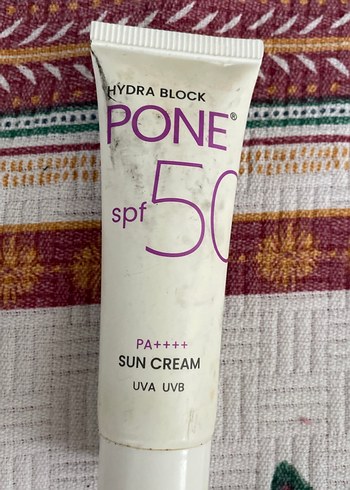 HYDRA BLOCK
PONE®
spf 50
PA++++
SUN CREAM
UVA UVB